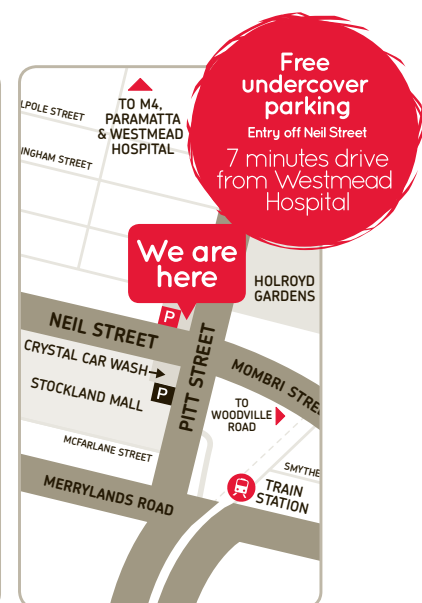 Free
undercover
parking
Entry off Neil Street
7 minutes drive
from Westmead
Hospital
TO M4,
PARAMATTA
& WESTMEAD
HOSPITAL
LPOLE STREET
INGHAM STREET
We are
here
HOLROYD
GARDENS
P
NEIL STREET
PITT STREET
CRYSTAL CAR WASH
P
STOCKLAND MALL
MOMBRI STRE
TO
WOODVILLE
ROAD
MCFARLANE STREET
SMYTHE
MERRYLANDS ROAD
TRAIN
STATION